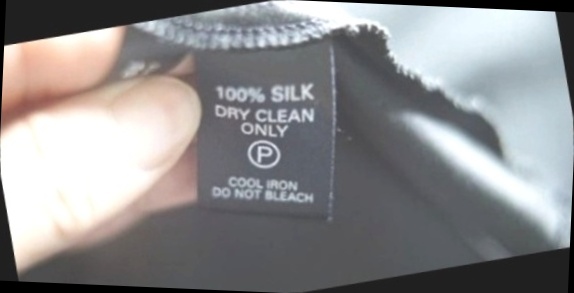 100% SILK
DRY CLEAN
ONLY
P
COOL IRON
DO NOT BLEACH